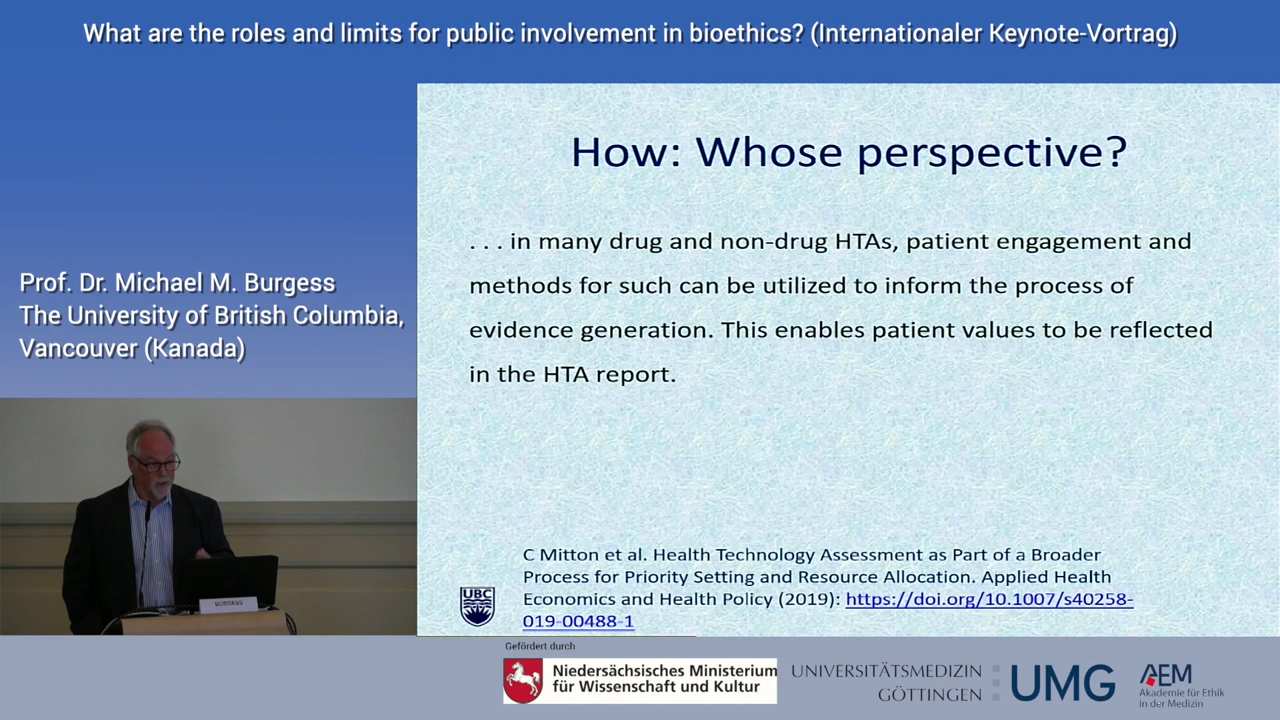 What are the roles and limits for public involvement in bioethics? (Internationaler Keynote-Vortrag)
Prof. Dr. Michael M. Burgess
The University of British Columbia,
Vancouver (Kanada)
How: Whose perspective?
. . . in many drug and non-drug HTAs, patient engagement and
methods for such can be utilized to inform the process of
evidence generation. This enables patient values to be reflected
in the HTA report.
C Mitton et al. Health Technology Assessment as Part of a Broader
Process for Priority Setting and Resource Allocation. Applied Health
Economics and Health Policy (2019): https://doi.org/10.1007/s40258-
019-00488-1
UBC
BURGESS
Gefördert durch
Niedersächsisches Ministerium
für Wissenschaft und Kultur
UNIVERSITÄTSMEDIZIN
GÖTTINGEN
UMG
AEM
Akademie für Ethik
in der Medizin